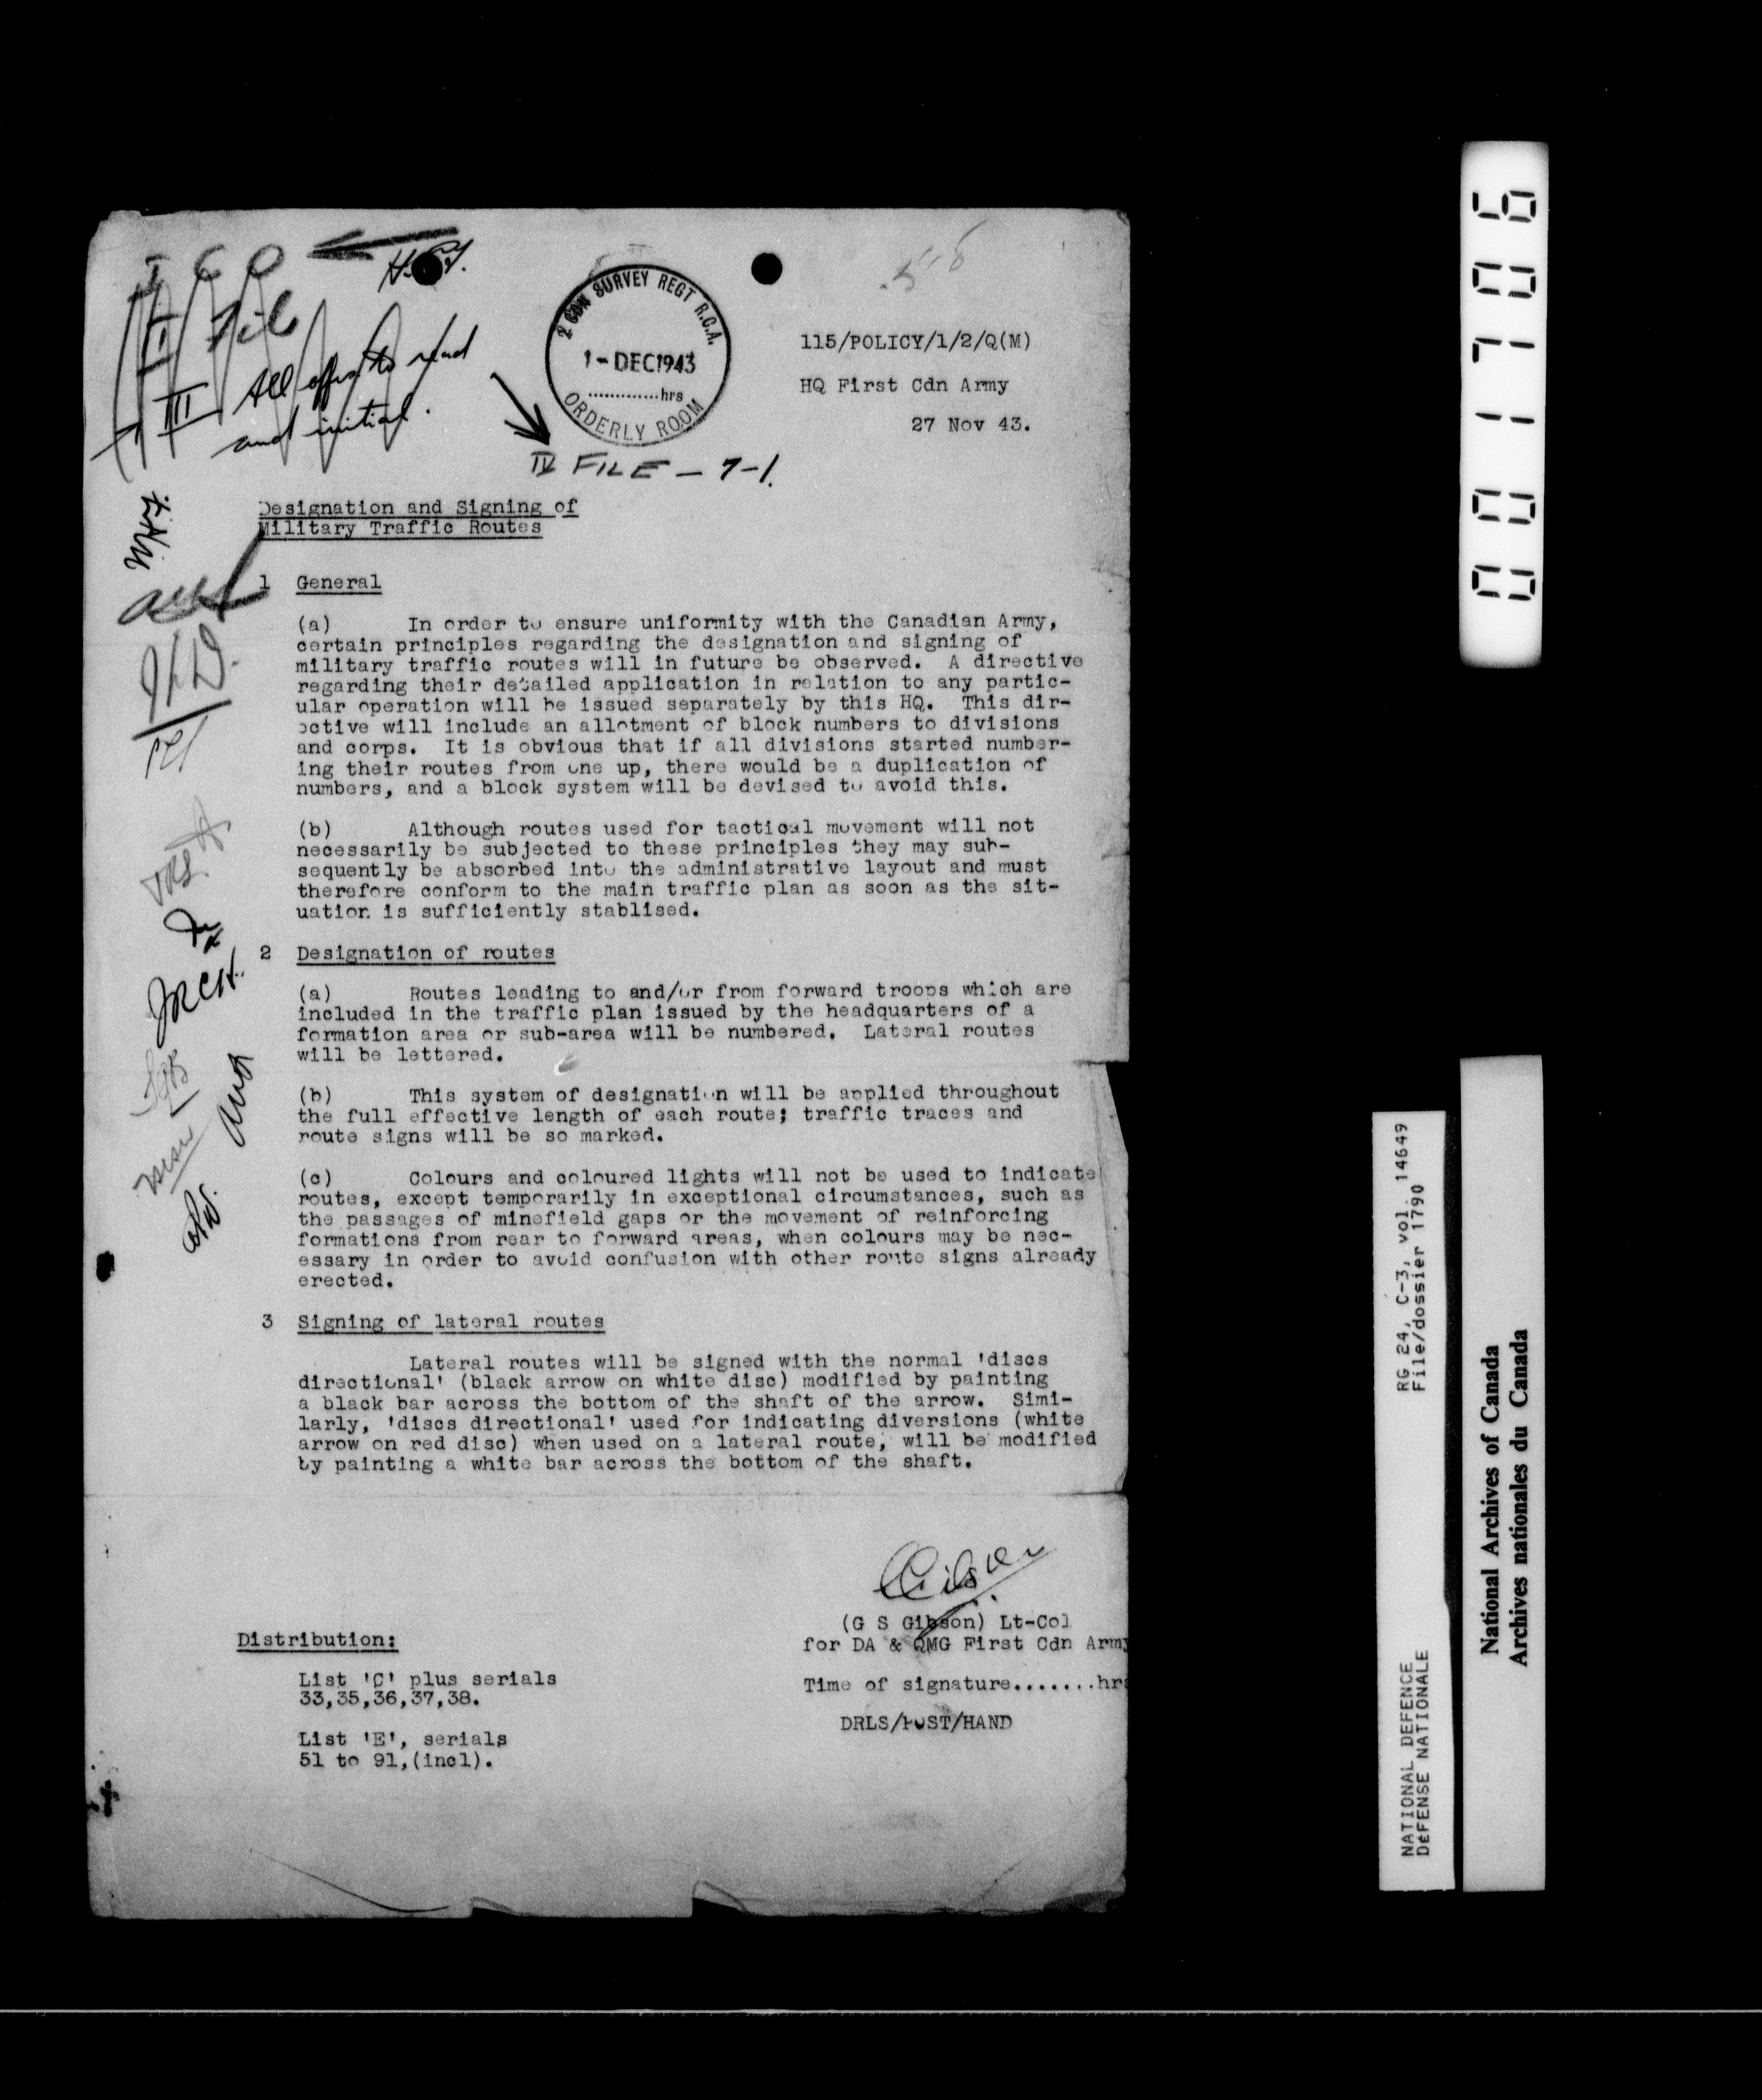 2 CDN SURVEY REGT R.C.A.
1-DEC1943
.............hrs
ORDERLY ROOM
115/POLICY/1/2/Q(M)
HQ First Cdn Army
27 Nov 43.
III All offrs to read
and initial.
IV FILE - 7-1.
Designation and Signing of
Military Traffic Routes
1 General
(a) In order to ensure uniformity with the Canadian Army,
certain principles regarding the designation and signing of
military traffic routes will in future be observed. A directive
regarding their detailed application in relation to any partic-
ular operation will be issued separately by this HQ. This dir-
ective will include an allotment of block numbers to divisions
and corps. It is obvious that if all divisions started number-
ing their routes from one up, there would be a duplication of
numbers, and a block system will be devised to avoid this.
(b) Although routes used for tactical movement will not
necessarily be subjected to these principles they may sub-
sequently be absorbed into the administrative layout and must
therefore conform to the main traffic plan as soon as the sit-
uation is sufficiently stablised.
2 Designation of routes
(a) Routes leading to and/or from forward troops which are
included in the traffic plan issued by the headquarters of a
formation area or sub-area will be numbered. Lateral routes
will be lettered.
(b) This system of designation will be applied throughout
the full effective length of each route; traffic traces and
route signs will be so marked.
(c) Colours and coloured lights will not be used to indicate
routes, except temporarily in exceptional circumstances, such as
the passages of minefield gaps or the movement of reinforcing
formations from rear to forward areas, when colours may be nec-
essary in order to avoid confusion with other route signs already
erected.
3 Signing of lateral routes
Lateral routes will be signed with the normal 'discs
directional' (black arrow on white disc) modified by painting
a black bar across the bottom of the shaft of the arrow. Simi-
larly, 'discs directional' used for indicating diversions (white
arrow on red disc) when used on a lateral route, will be modified
by painting a white bar across the bottom of the shaft.
(G S Gibson) Lt-Col
for DA & QMG First Cdn Army
Time of signature.......hrs
DRLS/POST/HAND
Distribution:
List 'C' plus serials
33,35,36,37,38.
List 'E', serials
51 to 91,(incl).
001706
RG 24, C-3, vol. 14649
File/dossier 1790
NATIONAL DEFENCE
DÉFENSE NATIONALE
National Archives of Canada
Archives nationales du Canada